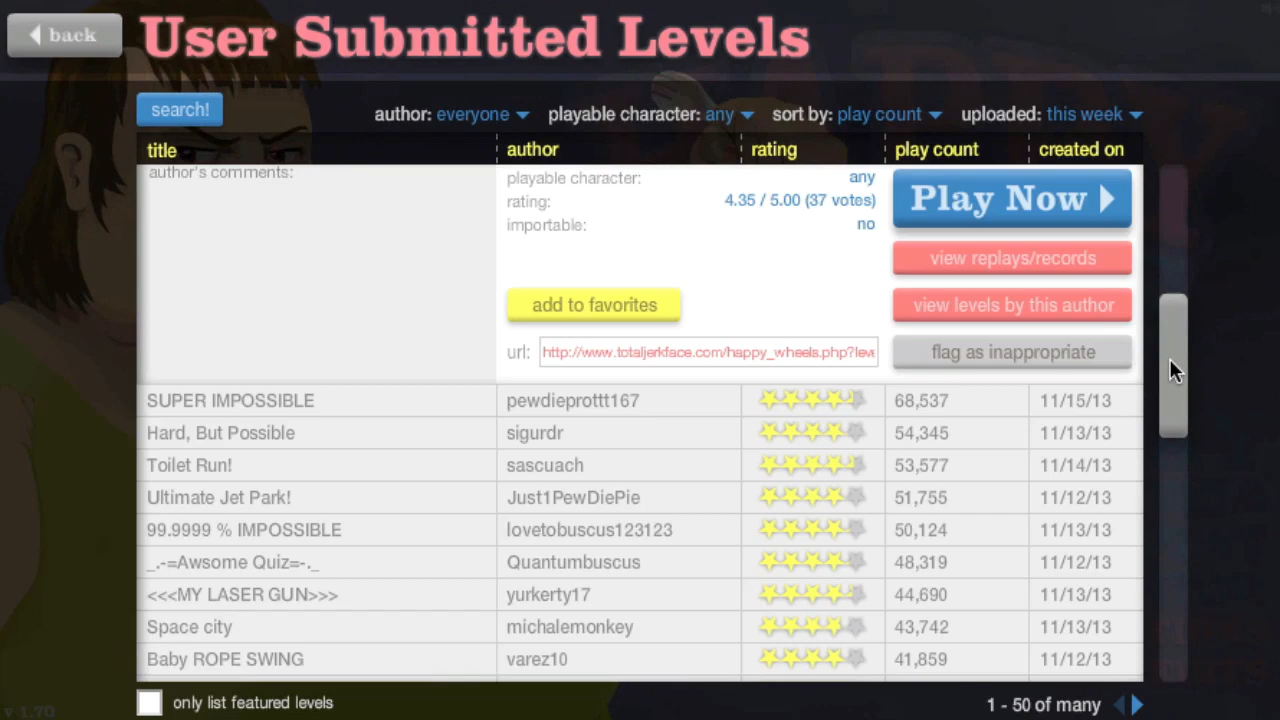 back
User Submitted Levels
search!
author: everyone playable character: any sort by: play count uploaded: this week
title author rating play count created on
author's comments:
playable character: any
rating: 4.35 / 5.00 (37 votes)
importable: no
Play Now
view replays/records
add to favorites
view levels by this author
url: http://www.totaljerkface.com/happy_wheels.php?leve
flag as inappropriate
SUPER IMPOSSIBLE pewdieprottt167 68,537 11/15/13
Hard, But Possible sigurdr 54,345 11/13/13
Toilet Run! sascuach 53,577 11/14/13
Ultimate Jet Park! Just1PewDiePie 51,755 11/12/13
99.9999 % IMPOSSIBLE lovetobuscus123123 50,124 11/13/13
_.-=Awsome Quiz=-._ Quantumbuscus 48,319 11/12/13
<<<MY LASER GUN>>> yurkerty17 44,690 11/13/13
Space city michalemonkey 43,742 11/13/13
Baby ROPE SWING varez10 41,859 11/12/13
only list featured levels
1 - 50 of many
v 1.70